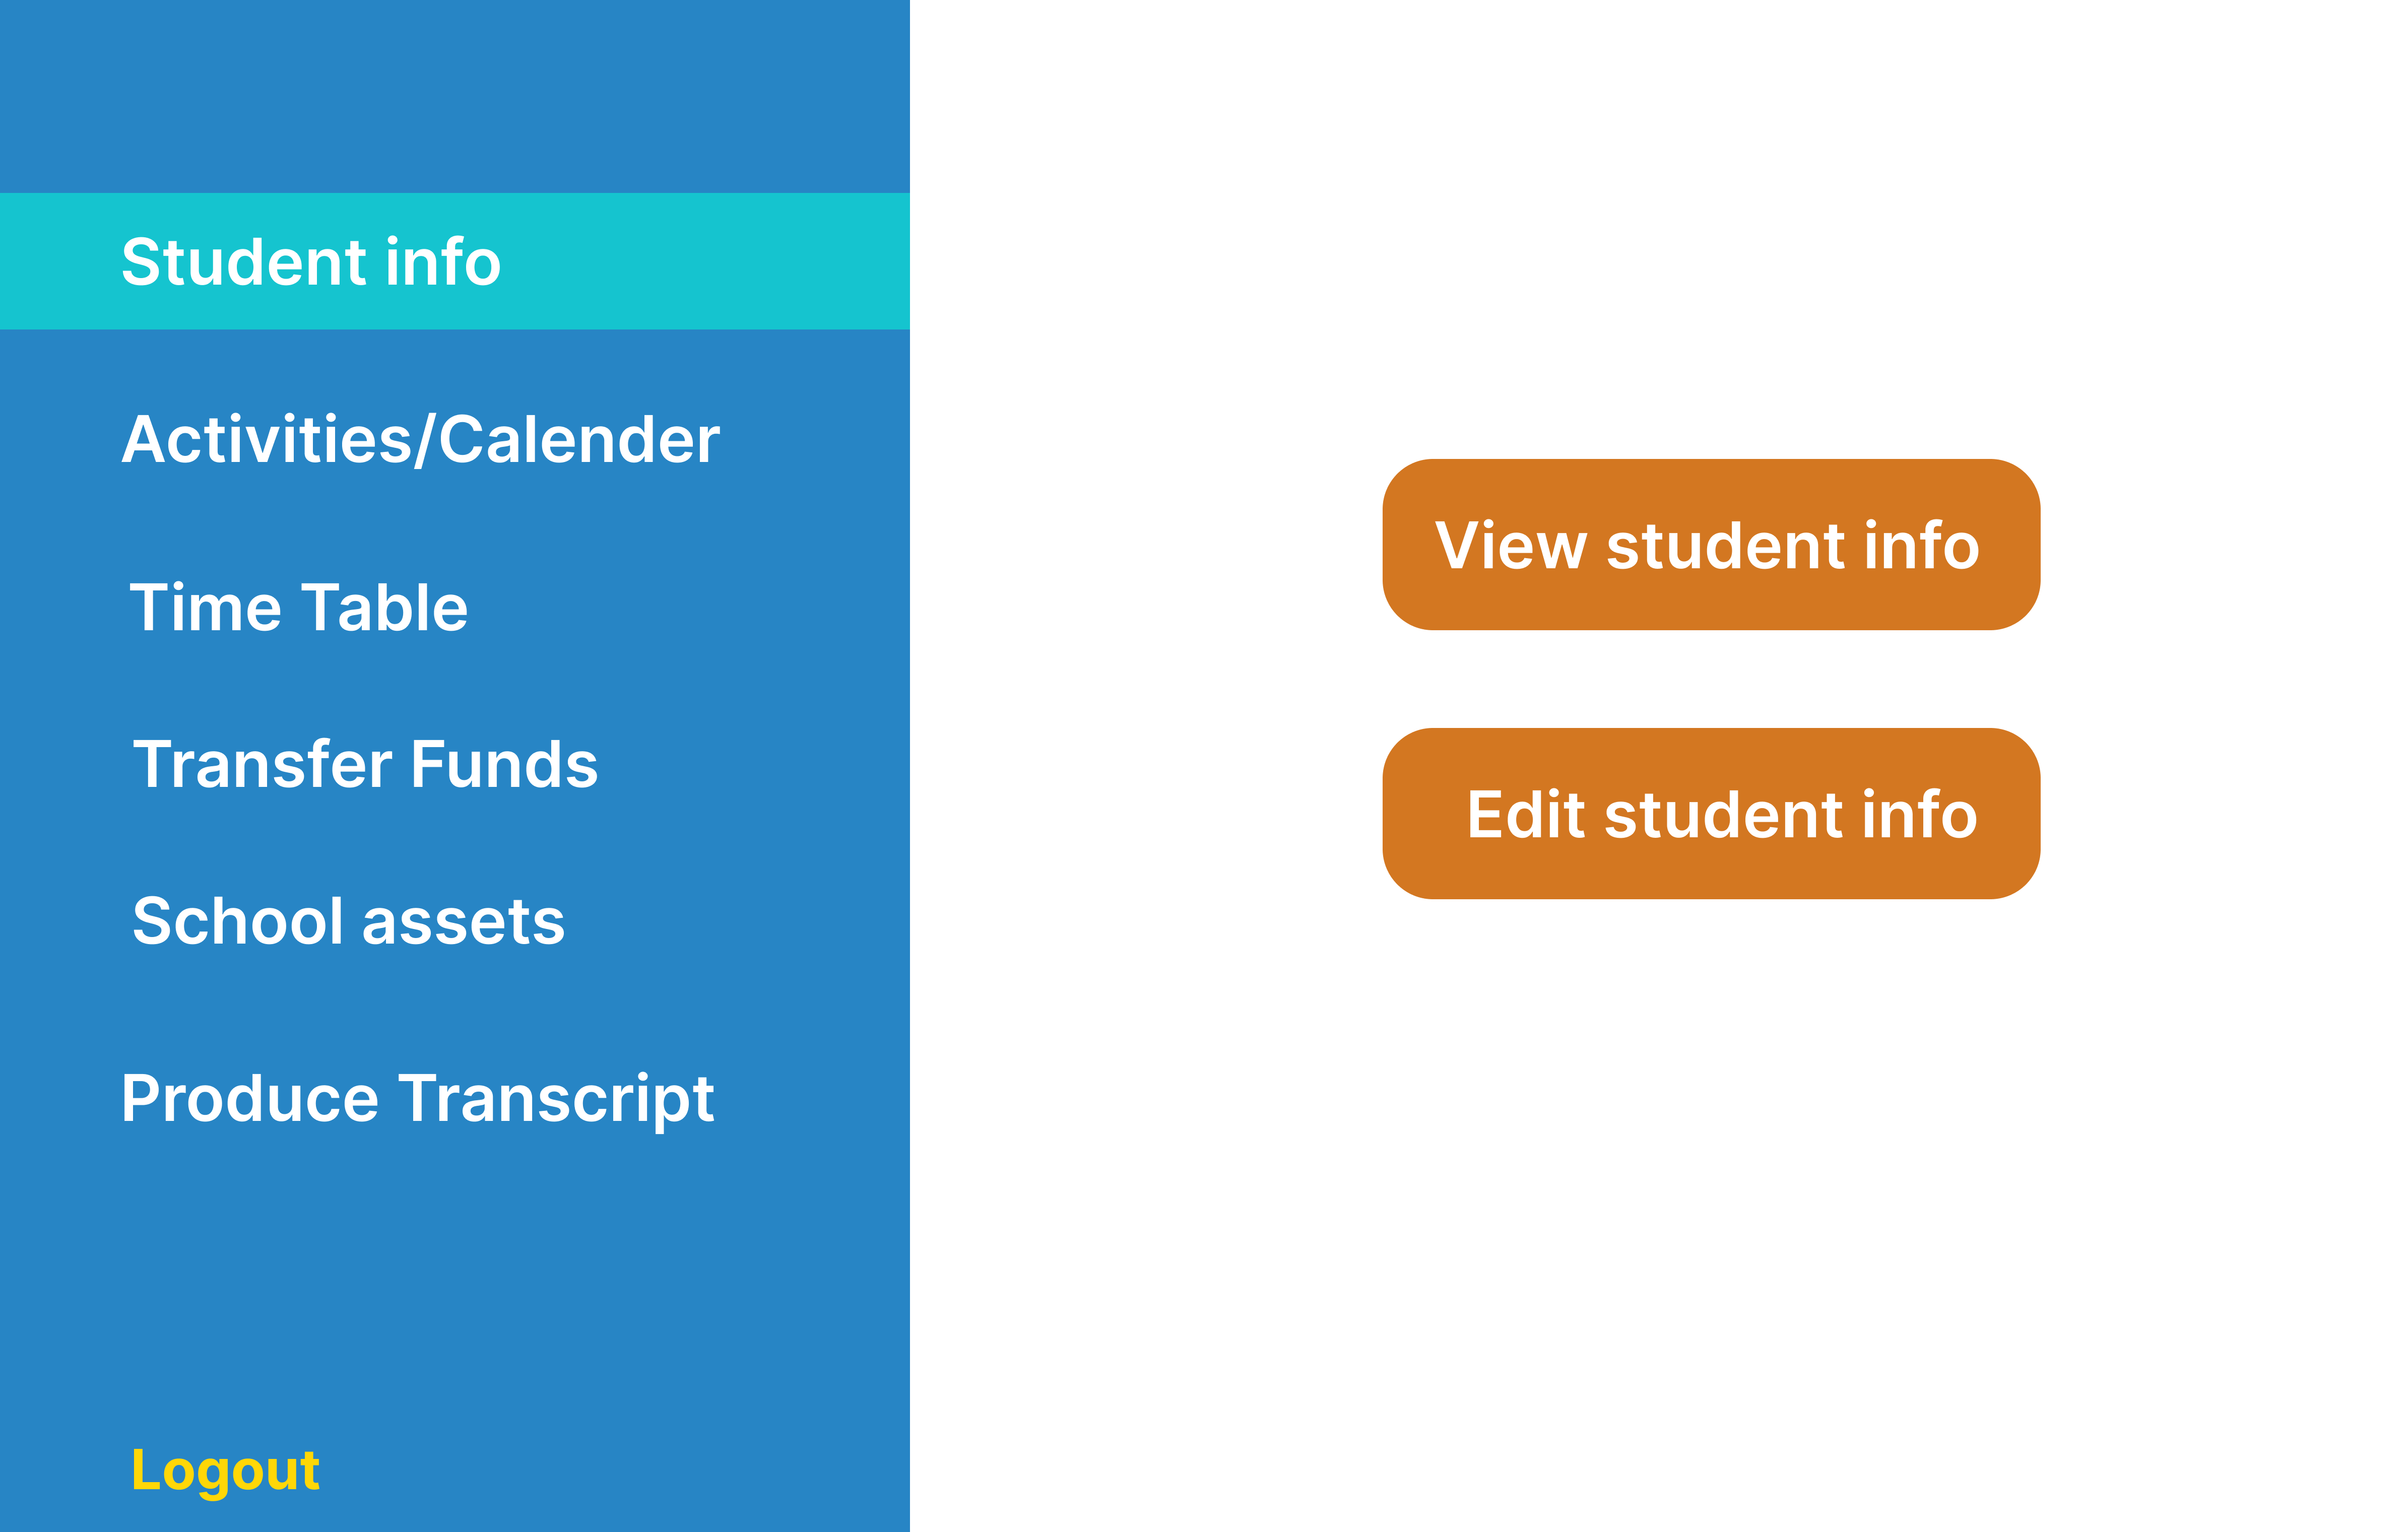 Student info
Activities/Calender
Time Table
Transfer Funds
School assets
Produce Transcript
Logout
View student info
Edit student info